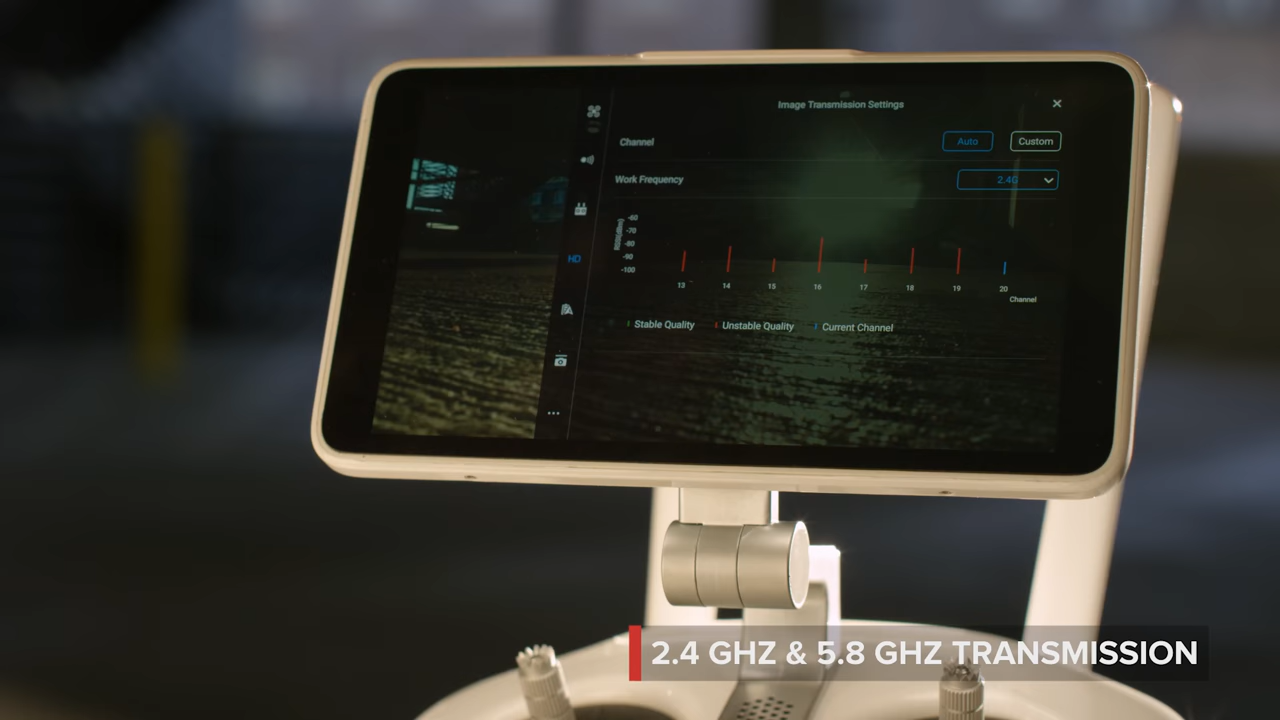 Image Transmission Settings
Channel
Auto
Custom
Work Frequency
2.4G
RSSI(dBm)
-60
-70
-80
-90
-100
13
14
15
16
17
18
19
20
Channel
Stable Quality
Unstable Quality
Current Channel
HD
2.4 GHZ & 5.8 GHZ TRANSMISSION